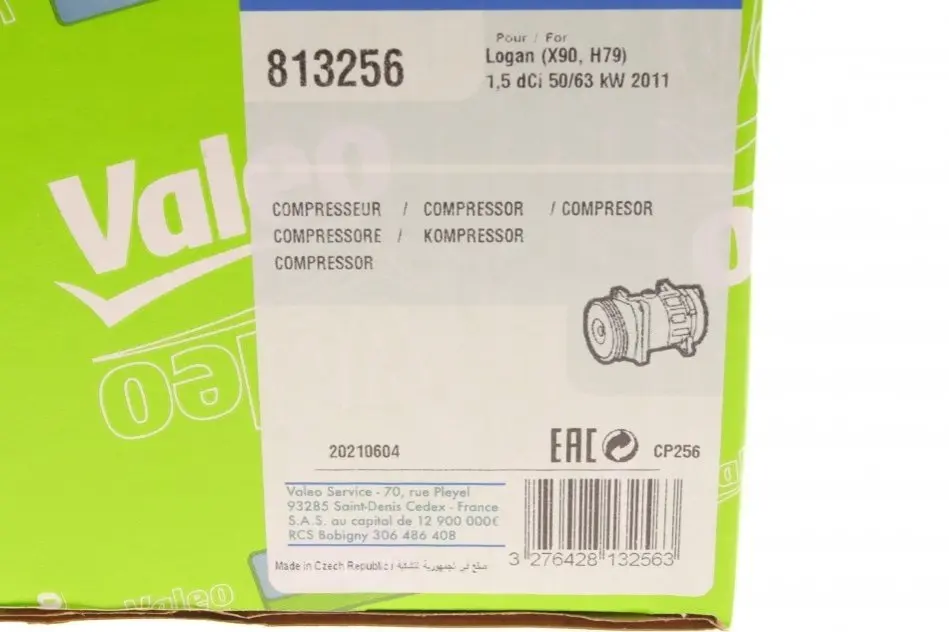 Pour / For
813256
Logan (X90, H79)
1,5 dCi 50/63 kW 2011
Valeo
COMPRESSEUR / COMPRESSOR / COMPRESOR
COMPRESSORE / KOMPRESSOR
COMPRESSOR
20210604
EAC
CP256
Valeo Service - 70, rue Pleyel
93285 Saint-Denis Cedex - France
S.A.S. au capital de 12 900 000€
RCS Bobigny 306 486 408
3 276428 132563
Made in Czech Republic /
Valeo